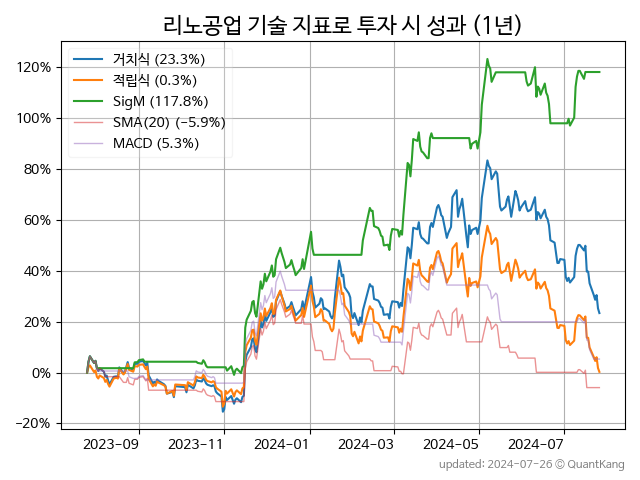 리노공업 기술 지표로 투자 시 성과 (1년)
거치식 (23.3%)
적립식 (0.3%)
SigM (117.8%)
SMA(20) (−5.9%)
MACD (5.3%)
120%
100%
80%
60%
40%
20%
0%
−20%
2023-09 2023-11 2024-01 2024-03 2024-05 2024-07
updated: 2024-07-26 © QuantKang